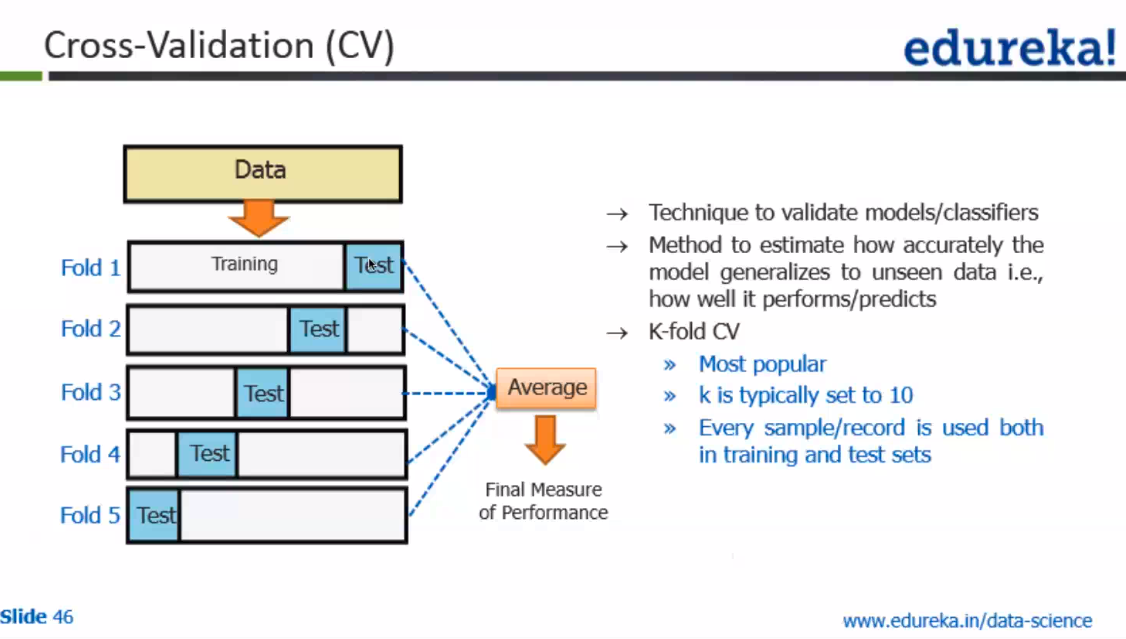 Cross-Validation (CV)
edureka!
Data
Fold 1
Training
Test
Fold 2
Test
Fold 3
Test
Fold 4
Test
Fold 5
Test
Average
Final Measure
of Performance
→ Technique to validate models/classifiers
→ Method to estimate how accurately the
model generalizes to unseen data i.e.,
how well it performs/predicts
→ K-fold CV
» Most popular
» k is typically set to 10
» Every sample/record is used both
in training and test sets
Slide 46
www.edureka.in/data-science